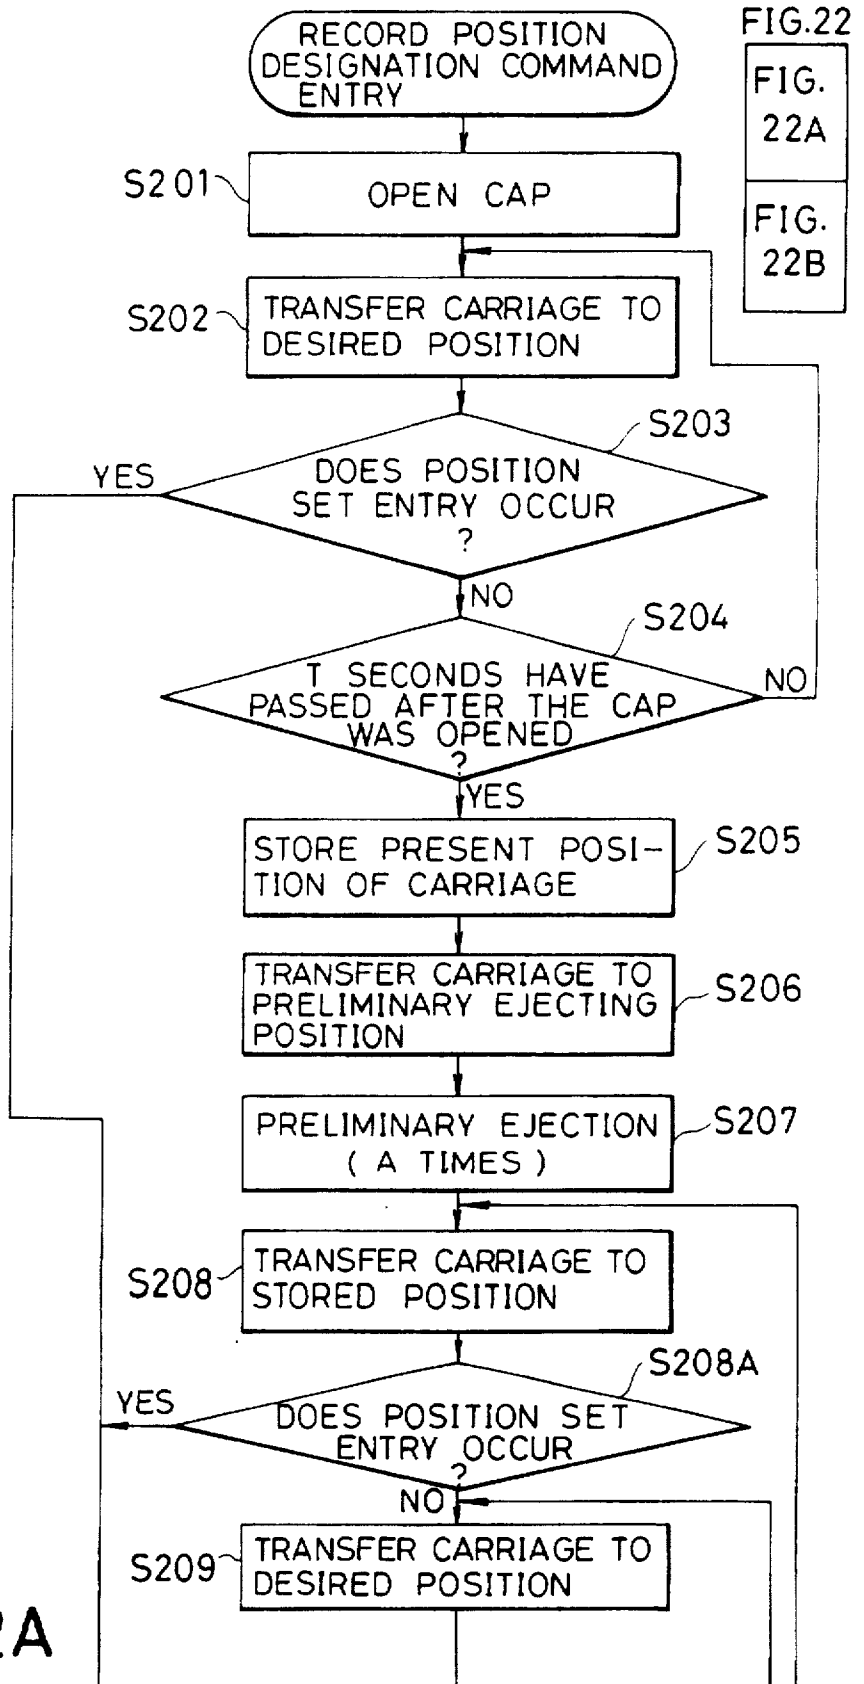 FIG.22
FIG.
22A
FIG.
22B
RECORD POSITION
DESIGNATION COMMAND
ENTRY
S201
OPEN CAP
S202
TRANSFER CARRIAGE TO
DESIRED POSITION
S203
YES
DOES POSITION
SET ENTRY OCCUR
?
NO
S204
T SECONDS HAVE
PASSED AFTER THE CAP
WAS OPENED
?
NO
YES
STORE PRESENT POSI-
TION OF CARRIAGE
S205
TRANSFER CARRIAGE TO
PRELIMINARY EJECTING
POSITION
S206
PRELIMINARY EJECTION
( A TIMES )
S207
S208
TRANSFER CARRIAGE TO
STORED POSITION
S208A
YES
DOES POSITION SET
ENTRY OCCUR
?
NO
S209
TRANSFER CARRIAGE TO
DESIRED POSITION
2A